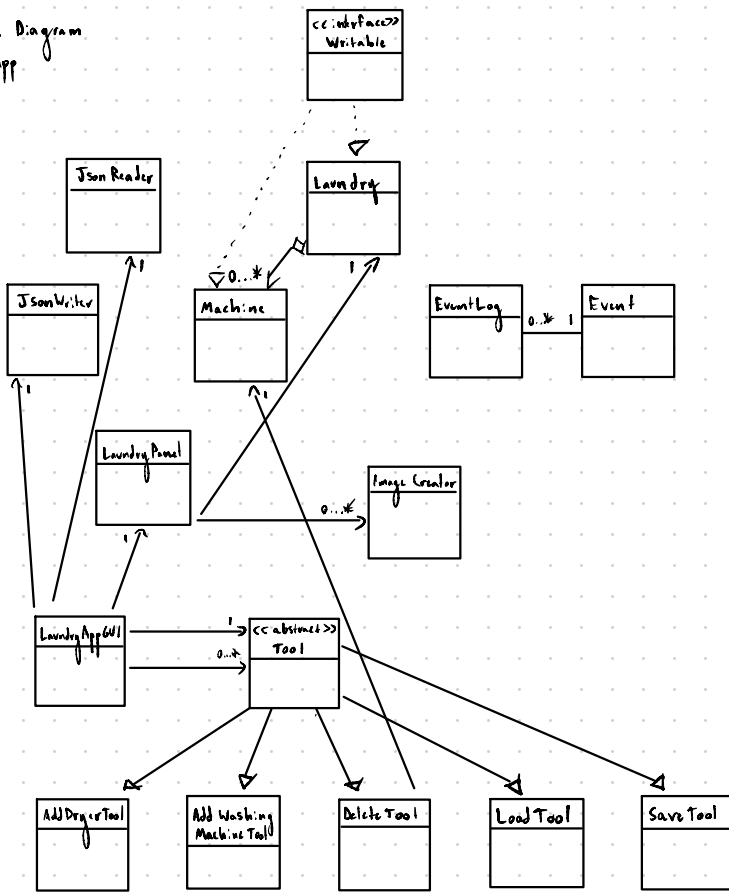 Diagram
<<interface>>
Writable
Json Reader
Laundry
1
1
0...*
JsonWriter
Machine
EventLog
0..* 1
Event
1
1
LaundryPanel
Image Creator
0...*
1
LaundryAppGUI
1
<<abstract>>
Tool
0...*
AddDryerTool
Add Washing
Machine Tool
Delete Tool
Load Tool
Save Tool